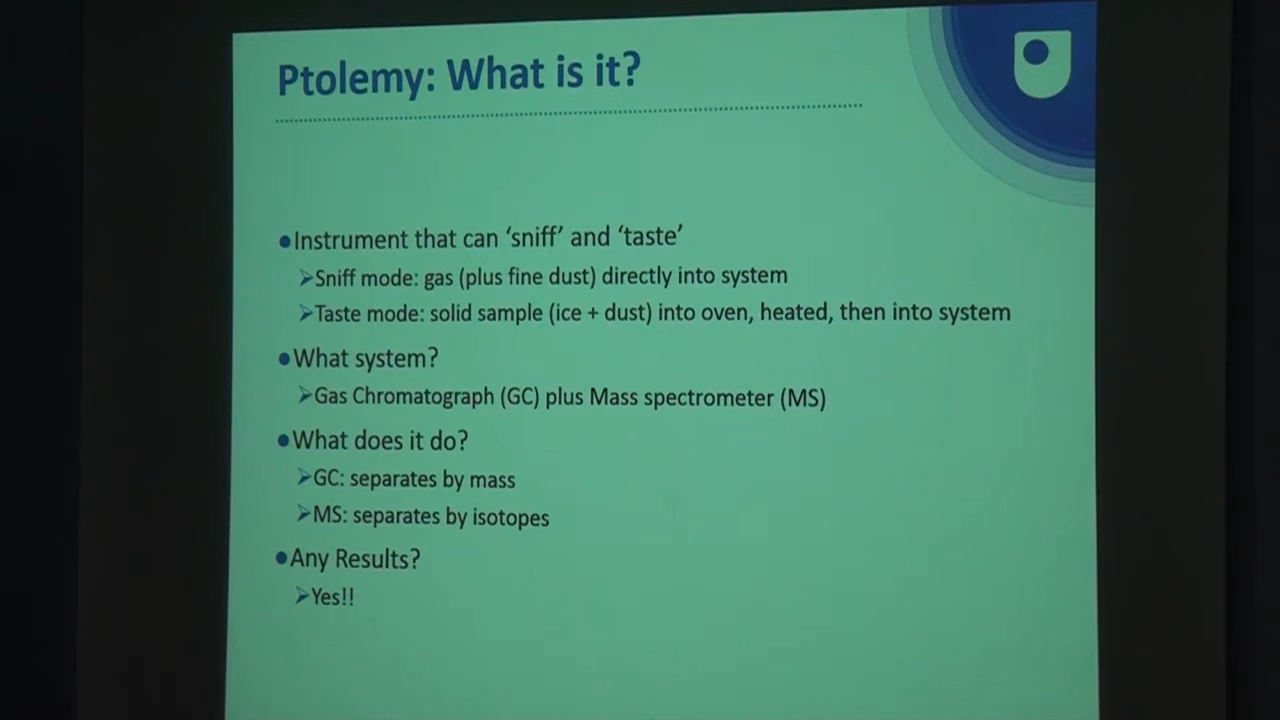 Ptolemy: What is it?
●Instrument that can ‘sniff’ and ‘taste’
➢Sniff mode: gas (plus fine dust) directly into system
➢Taste mode: solid sample (ice + dust) into oven, heated, then into system
●What system?
➢Gas Chromatograph (GC) plus Mass spectrometer (MS)
●What does it do?
➢GC: separates by mass
➢MS: separates by isotopes
●Any Results?
➢Yes!!